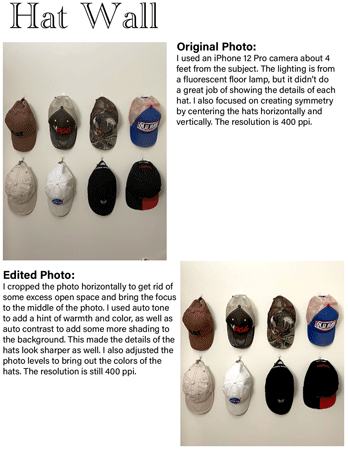 Hat Wall
Original Photo:
I used an iPhone 12 Pro camera about 4
feet from the subject. The lighting is from
a fluorescent floor lamp, but it didn't do
a great job of showing the details of each
hat. I also focused on creating symmetry
by centering the hats horizontally and
vertically. The resolution is 400 ppi.
Edited Photo:
I cropped the photo horizontally to get rid of
some excess open space and bring the focus
to the middle of the photo. I used auto tone
to add a hint of warmth and color, as well as
auto contrast to add some more shading to
the background. This made the details of the
hats look sharper as well. I also adjusted the
photo levels to bring out the colors of the
hats. The resolution is still 400 ppi.